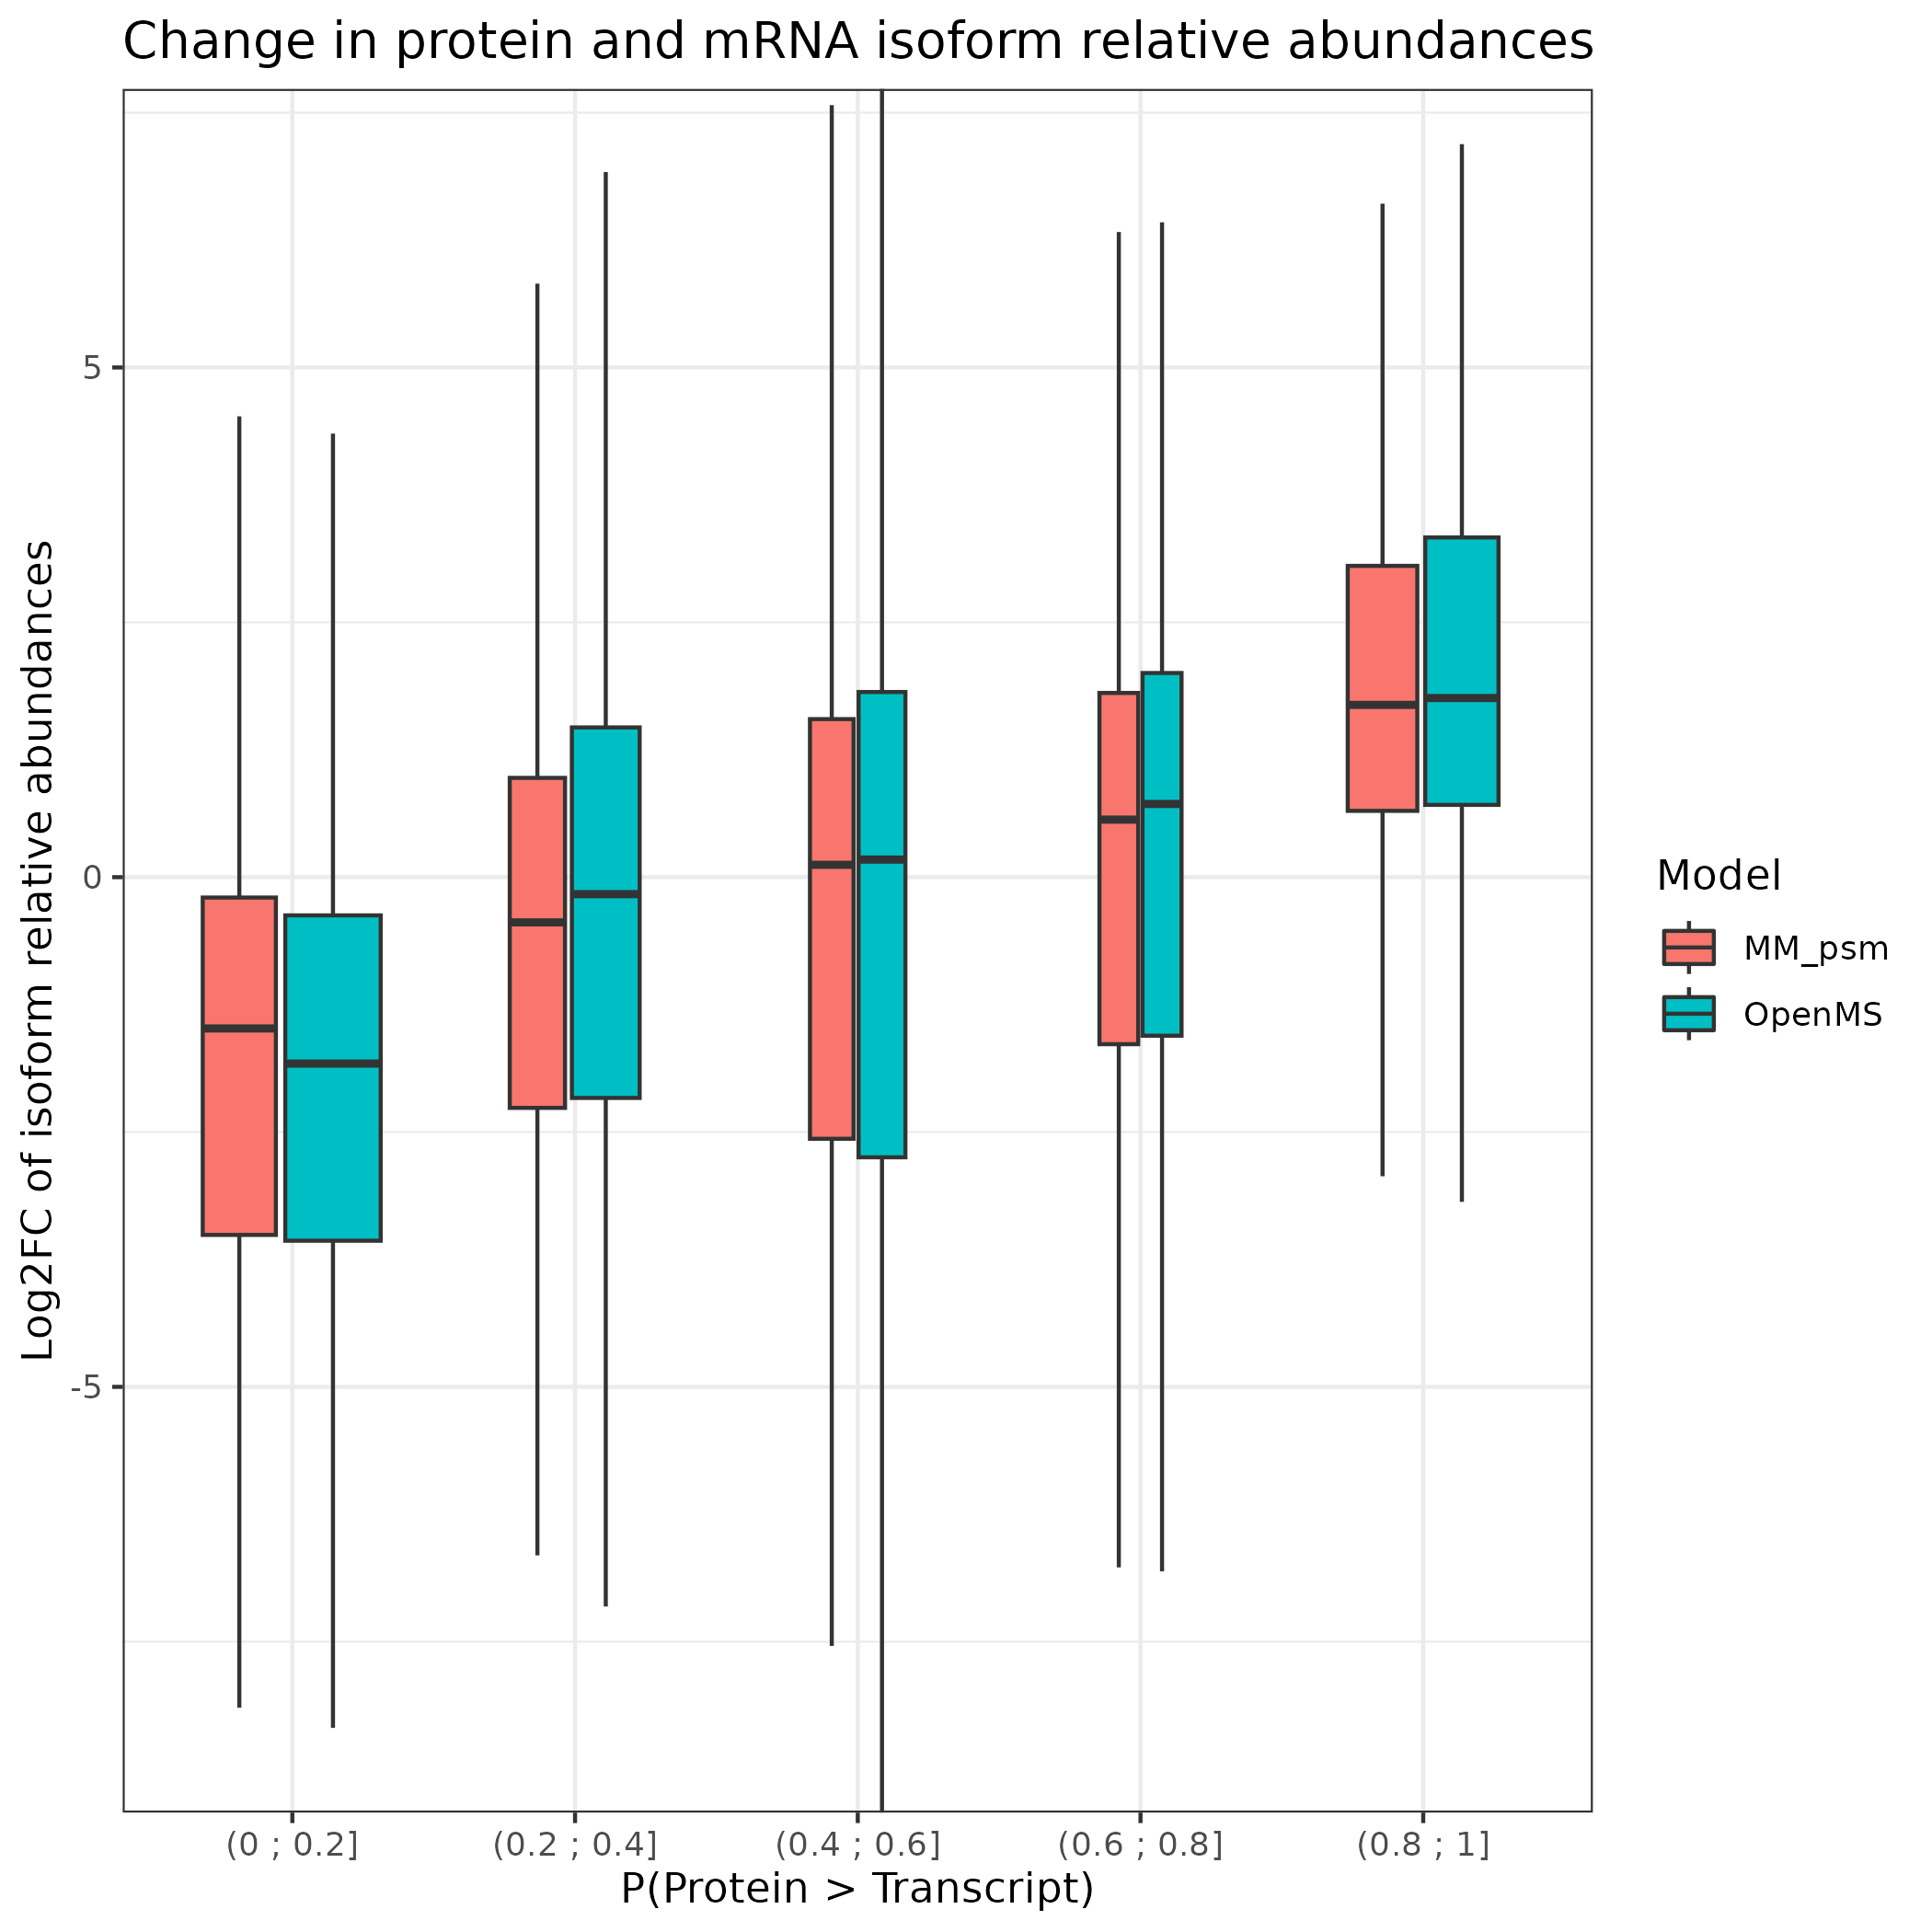 Change in protein and mRNA isoform relative abundances
Log2FC of isoform relative abundances
5
0
-5
(0 ; 0.2]
(0.2 ; 0.4]
(0.4 ; 0.6]
(0.6 ; 0.8]
(0.8 ; 1]
P(Protein > Transcript)
Model
MM_psm
OpenMS